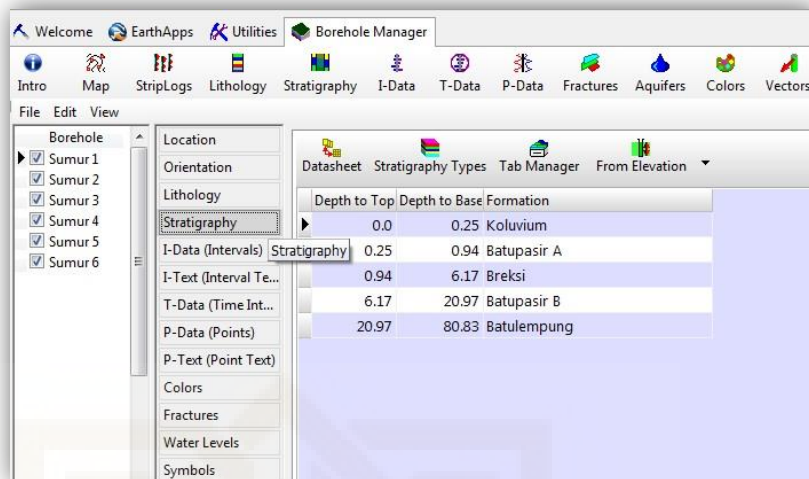 Welcome EarthApps Utilities Borehole Manager
Intro Map StripLogs Lithology Stratigraphy I-Data T-Data P-Data Fractures Aquifers Colors Vectors
File Edit View
Borehole
Sumur 1
Sumur 2
Sumur 3
Sumur 4
Sumur 5
Sumur 6
Location
Orientation
Lithology
Stratigraphy
I-Data (Intervals)
Stratigraphy
I-Text (Interval Te...
T-Data (Time Int...
P-Data (Points)
P-Text (Point Text)
Colors
Fractures
Water Levels
Symbols
Datasheet Stratigraphy Types Tab Manager From Elevation
Depth to Top Depth to Base Formation
0.0 0.25 Koluvium
0.25 0.94 Batupasir A
0.94 6.17 Breksi
6.17 20.97 Batupasir B
20.97 80.83 Batulempung